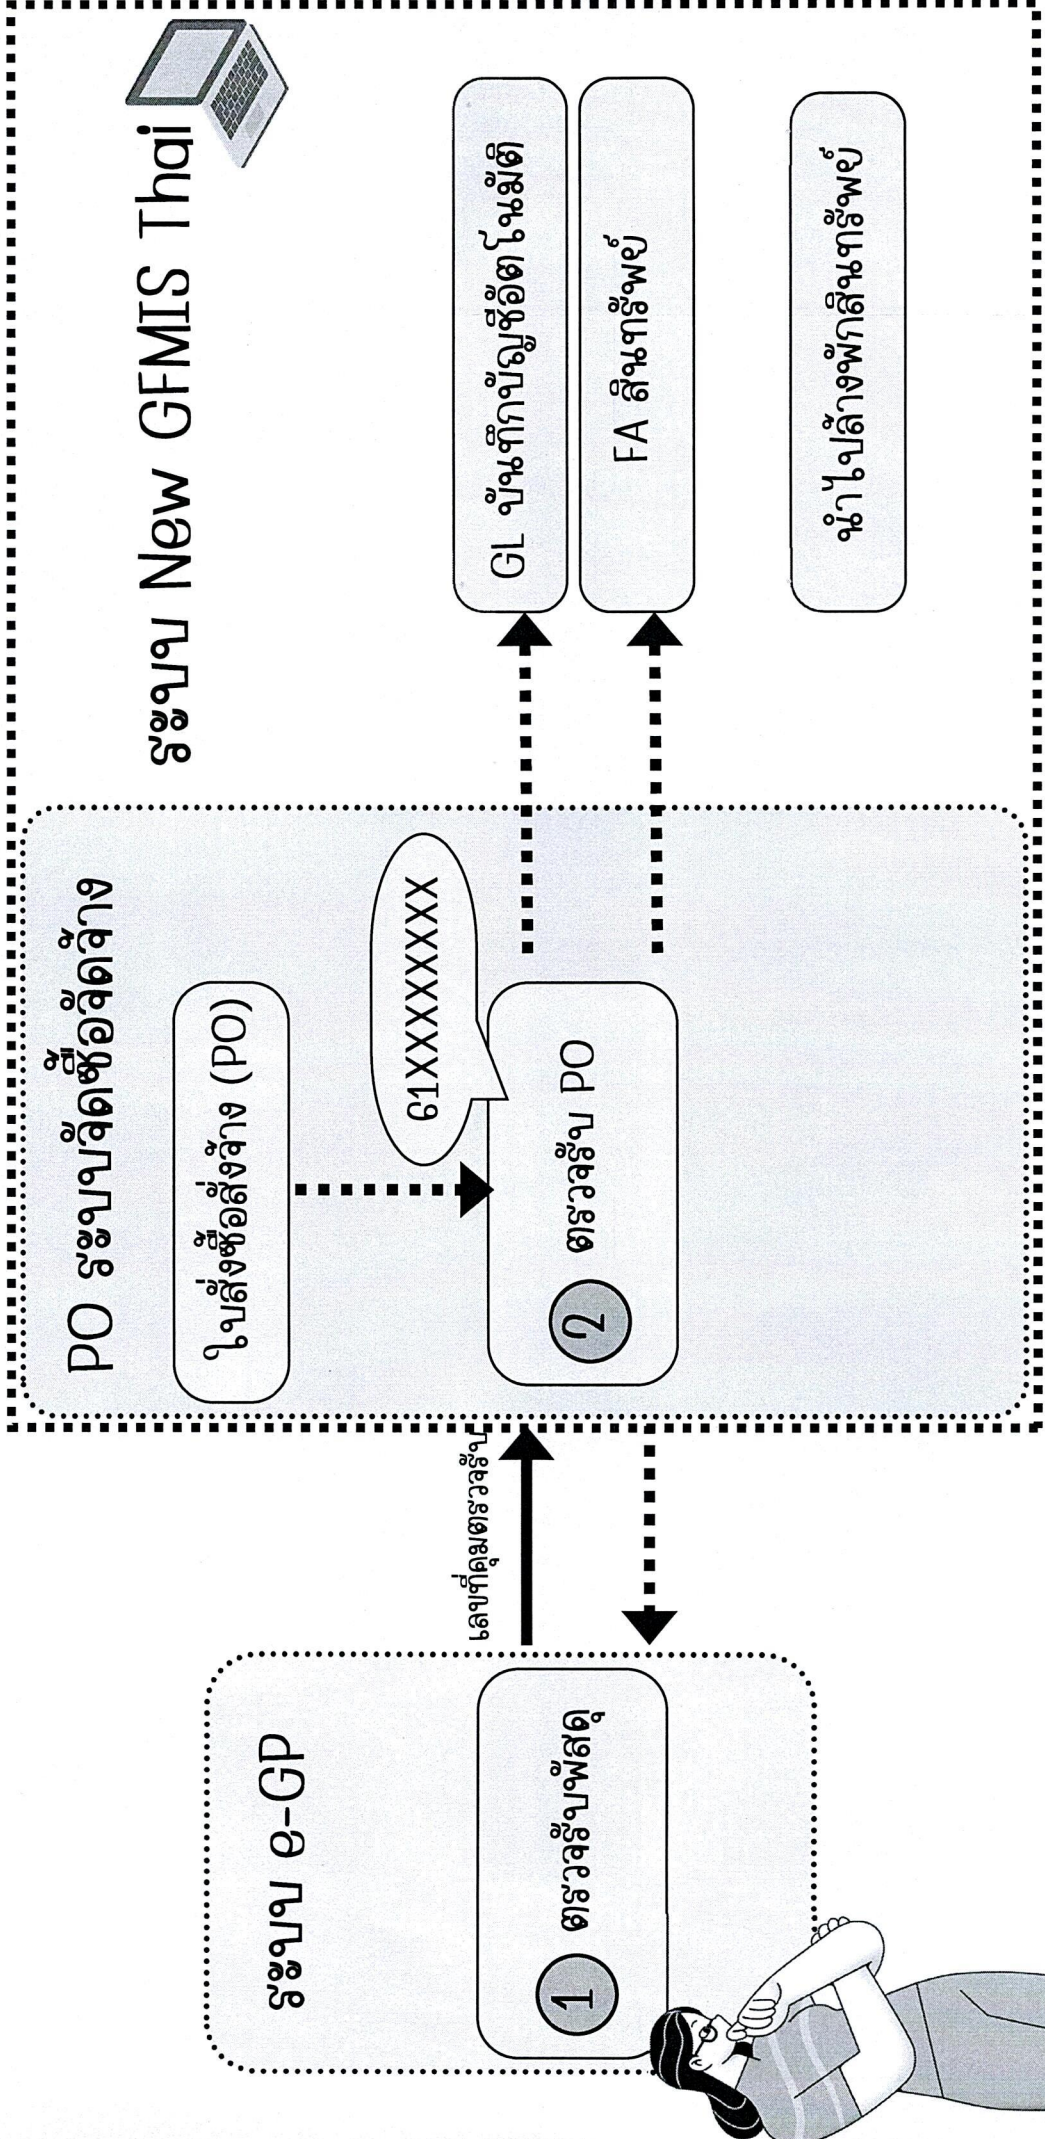 ระบบ New GFMIS Thai
PO ระบบจัดซื้อจัดจ้าง
ใบสั่งซื้อสั่งจ้าง (PO)
61XXXXXXXX
2 ตรวจรับ PO
GL บันทึกบัญชีอัตโนมัติ
FA สินทรัพย์
นำไปล้างพักสินทรัพย์
ระบบ e-GP
เลขที่คุมตรวจรับ
1 ตรวจรับพัสดุ